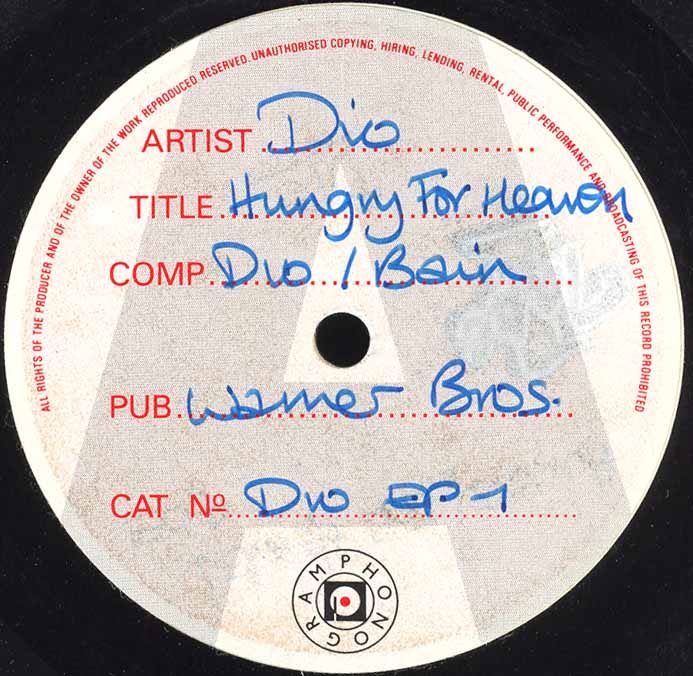 ALL RIGHTS OF THE PRODUCER AND OF THE OWNER OF THE WORK REPRODUCED RESERVED. UNAUTHORISED COPYING, HIRING, LENDING, RENTAL, PUBLIC PERFORMANCE AND BROADCASTING OF THIS RECORD PROHIBITED
ARTIST Dio
TITLE Hungry For Heaven
COMP Dio / Bain
PUB Warner Bros.
CAT Nº Dio EP-1
PHONOGRAM